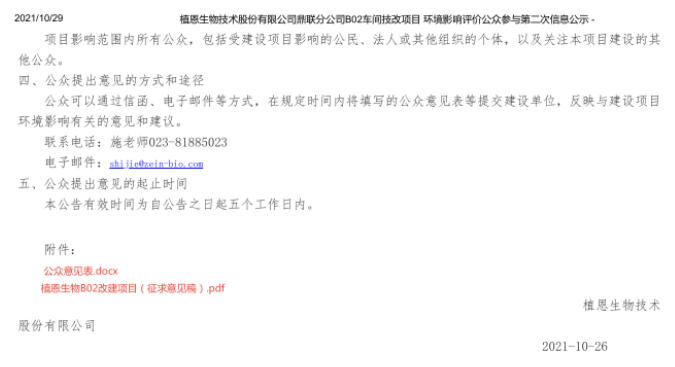 2021/10/29 植恩生物技术股份有限公司鼎联分公司B02车间技改项目 环境影响评价公众参与第二次信息公示 -
项目影响范围内所有公众，包括受建设项目影响的公民、法人或其他组织的个体，以及关注本项目建设的其
他公众。
四、公众提出意见的方式和途径
公众可以通过信函、电子邮件等方式，在规定时间内将填写的公众意见表等提交建设单位，反映与建设项目
环境影响有关的意见和建议。
联系电话：施老师023-81885023
电子邮件：shijie@zein-bio.com
五、公众提出意见的起止时间
本公告有效时间为自公告之日起五个工作日内。
附件：
公众意见表.docx
植恩生物B02改建项目（征求意见稿）.pdf
植恩生物技术
股份有限公司
2021-10-26